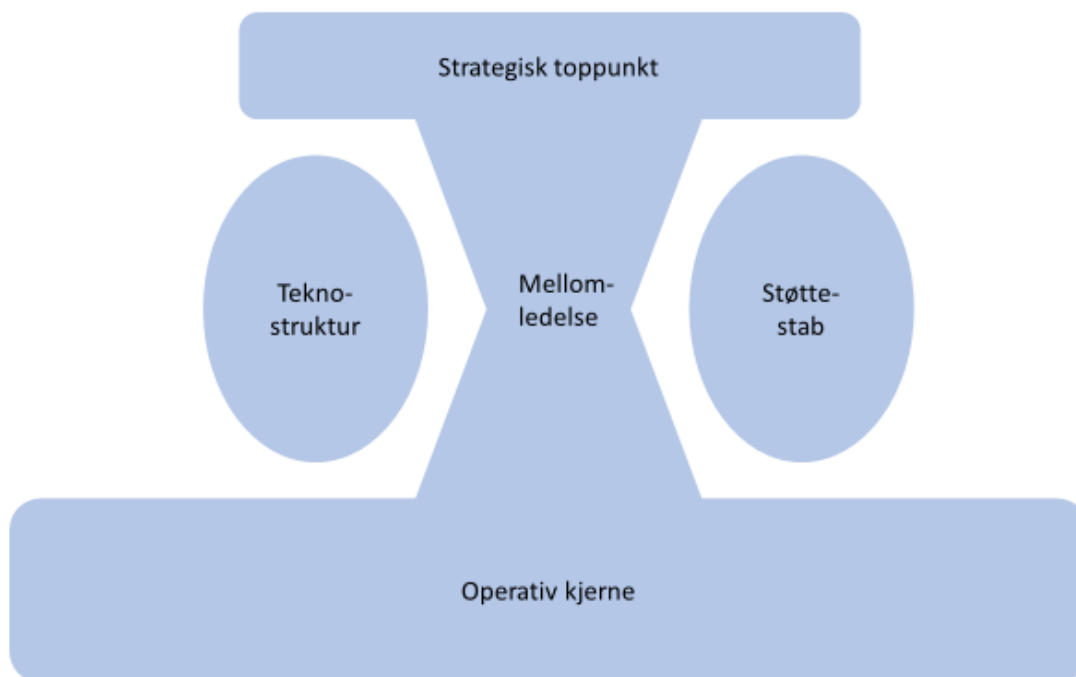 Strategisk toppunkt
Tekno-
struktur
Mellom-
ledelse
Støtte-
stab
Operativ kjerne